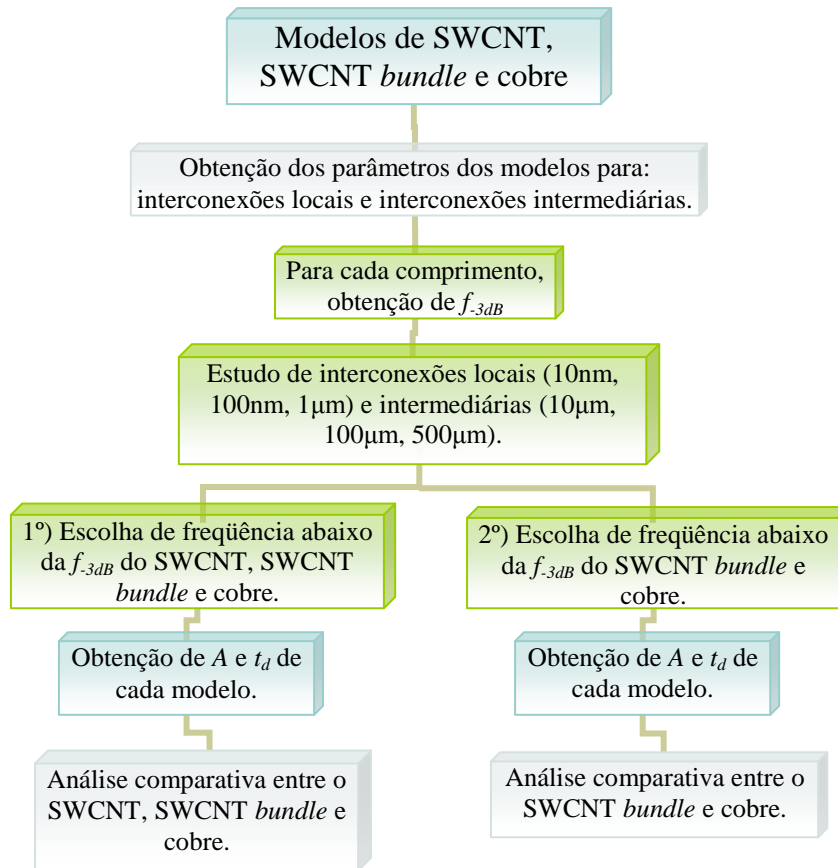 Modelos de SWCNT,
SWCNT bundle e cobre
Obtenção dos parâmetros dos modelos para:
interconexões locais e interconexões intermediárias.
Para cada comprimento,
obtenção de f-3dB
Estudo de interconexões locais (10nm,
100nm, 1μm) e intermediárias (10μm,
100μm, 500μm).
1º) Escolha de freqüência abaixo
da f-3dB do SWCNT, SWCNT
bundle e cobre.
2º) Escolha de freqüência abaixo
da f-3dB do SWCNT bundle e
cobre.
Obtenção de A e td de
cada modelo.
Obtenção de A e td de
cada modelo.
Análise comparativa entre o
SWCNT, SWCNT bundle e
cobre.
Análise comparativa entre o
SWCNT bundle e cobre.